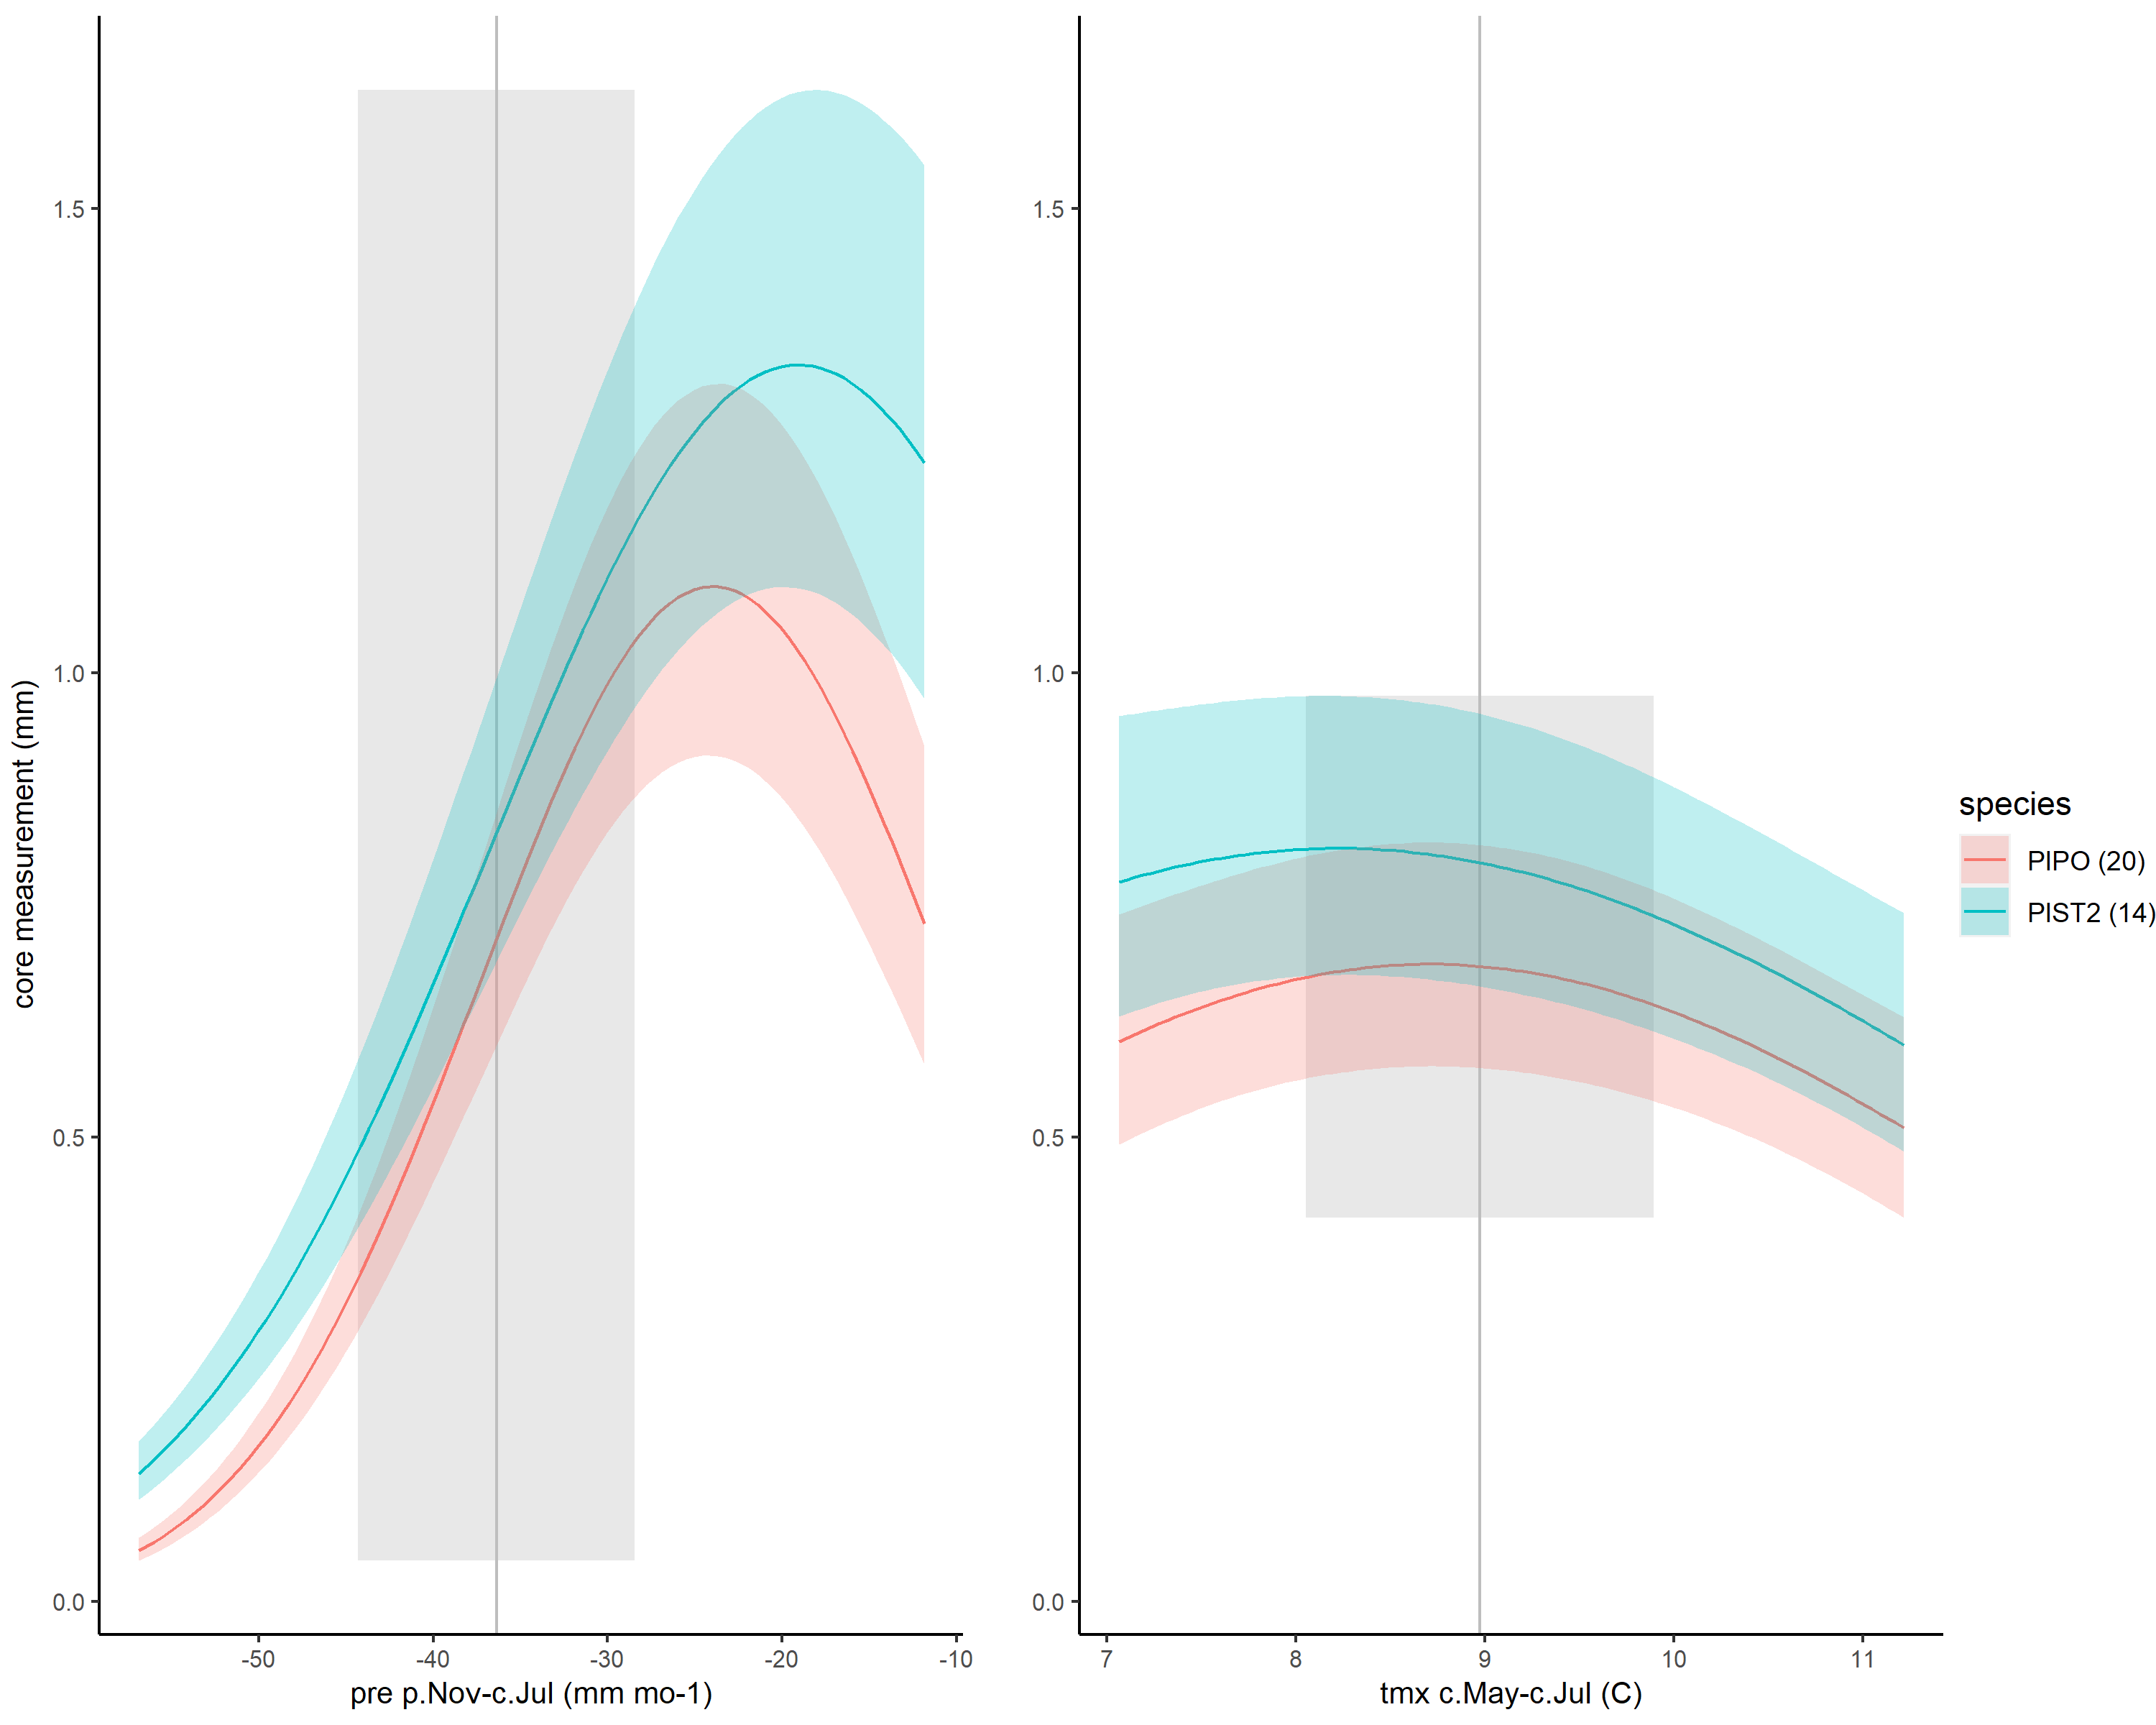 core measurement (mm)
1.5
1.0
0.5
0.0
-50 -40 -30 -20 -10
pre p.Nov-c.Jul (mm mo-1)
1.5
1.0
0.5
0.0
7 8 9 10 11
tmx c.May-c.Jul (C)
species
PIPO (20)
PIST2 (14)